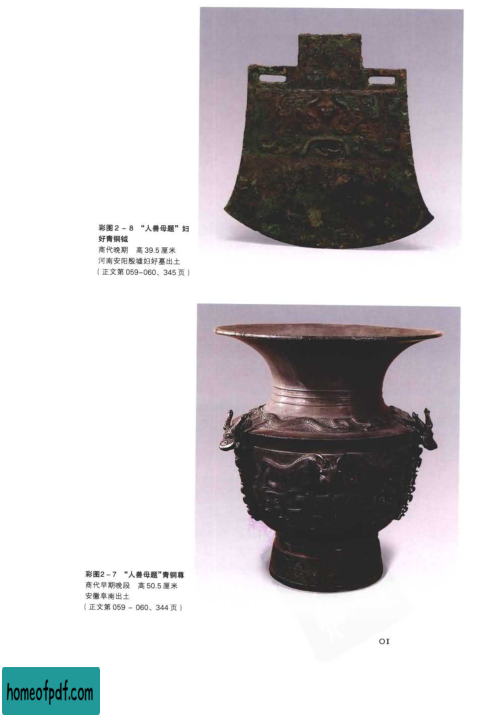 彩图2-8 “人兽母题”妇
好青铜钺
商代晚期 高39.5厘米
河南安阳殷墟妇好墓出土
(正文第059-060、345页)
彩图2-7 “人兽母题”青铜尊
商代早期晚段 高50.5厘米
安徽阜南出土
(正文第059-060、344页)
01
homeofpdf.com